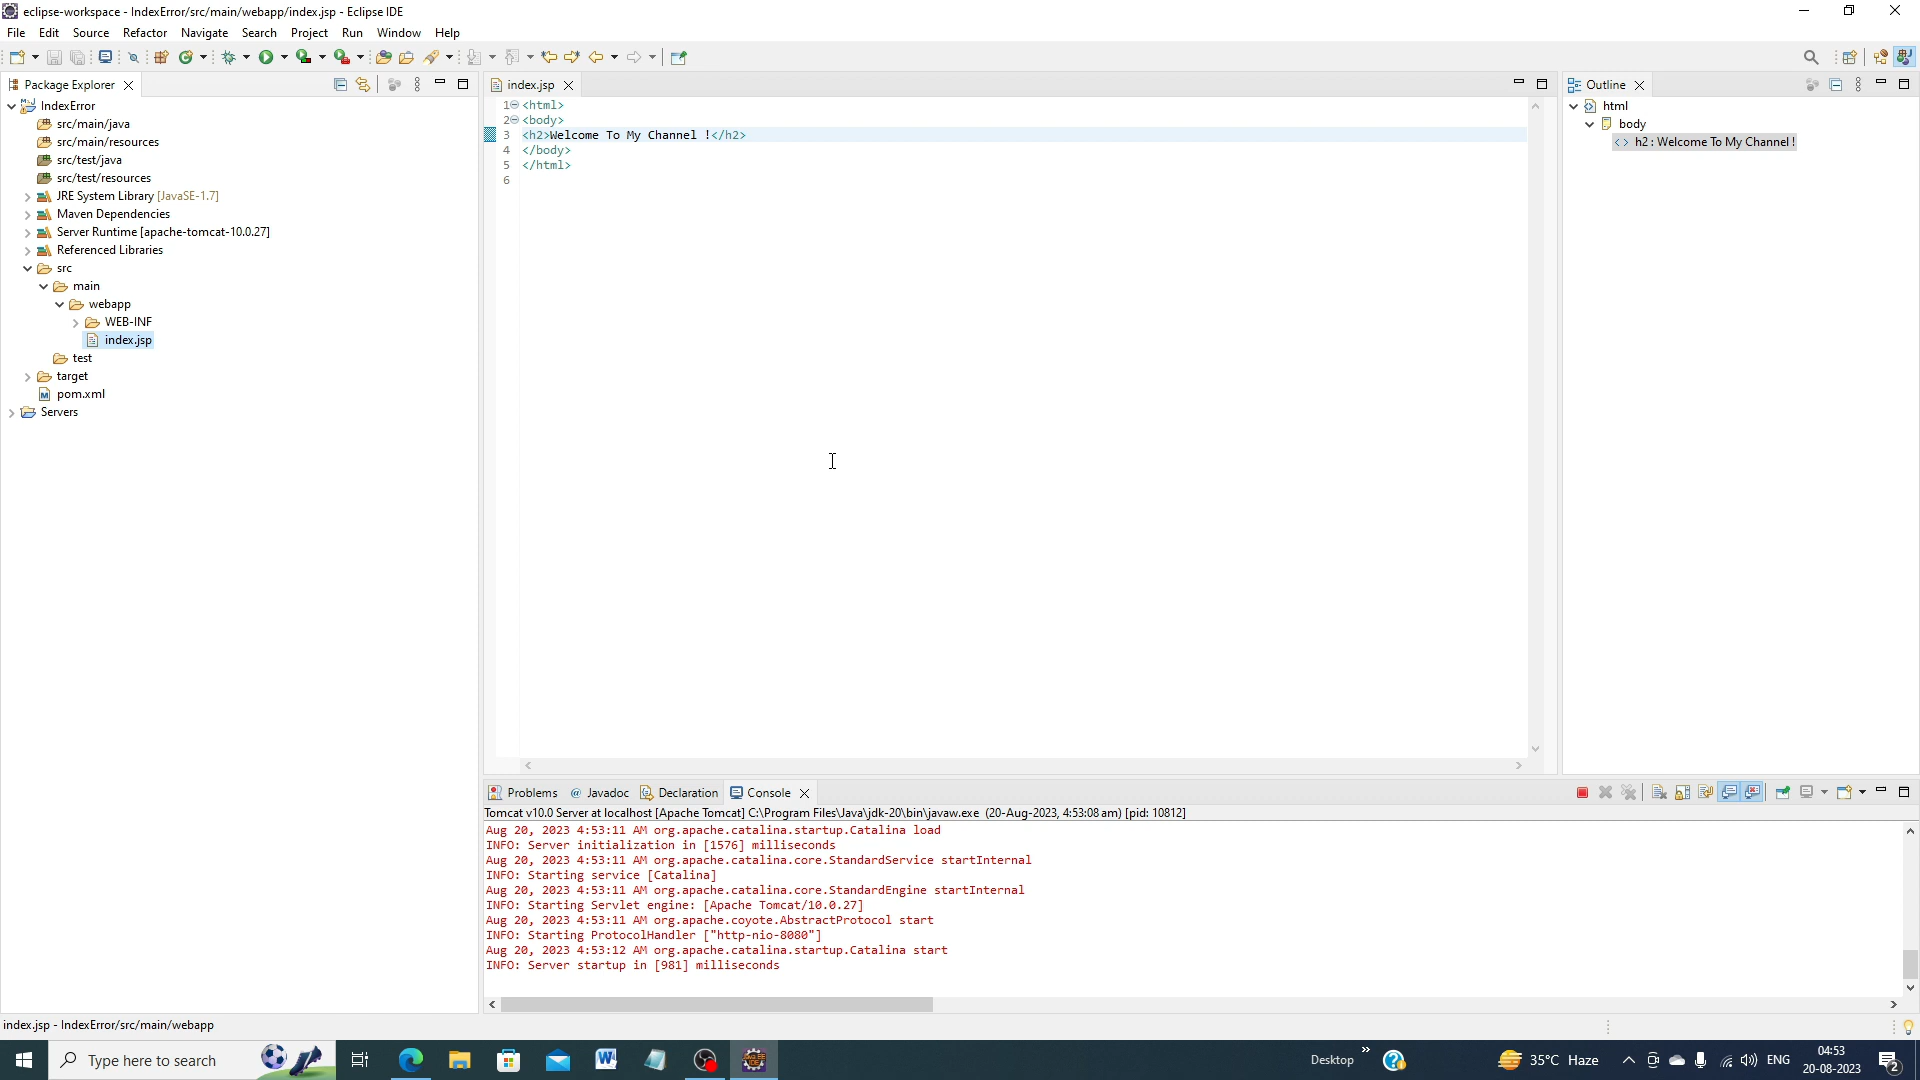 eclipse-workspace - IndexError/src/main/webapp/index.jsp - Eclipse IDE
File Edit Source Refactor Navigate Search Project Run Window Help
Package Explorer
IndexError
src/main/java
src/main/resources
src/test/java
src/test/resources
JRE System Library [JavaSE-1.7]
Maven Dependencies
Server Runtime [apache-tomcat-10.0.27]
Referenced Libraries
src
main
webapp
WEB-INF
index.jsp
test
target
pom.xml
Servers
index.jsp
1 <html>
2 <body>
3 <h2>Welcome To My Channel !</h2>
4 </body>
5 </html>
6
Outline
html
body
h2 : Welcome To My Channel !
Problems Javadoc Declaration Console
Tomcat v10.0 Server at localhost [Apache Tomcat] C:\Program Files\Java\jdk-20\bin\javaw.exe (20-Aug-2023, 4:53:08 am) [pid: 10812]
Aug 20, 2023 4:53:11 AM org.apache.catalina.startup.Catalina load
INFO: Server initialization in [1576] milliseconds
Aug 20, 2023 4:53:11 AM org.apache.catalina.core.StandardService startInternal
INFO: Starting service [Catalina]
Aug 20, 2023 4:53:11 AM org.apache.catalina.core.StandardEngine startInternal
INFO: Starting Servlet engine: [Apache Tomcat/10.0.27]
Aug 20, 2023 4:53:11 AM org.apache.coyote.AbstractProtocol start
INFO: Starting ProtocolHandler ["http-nio-8080"]
Aug 20, 2023 4:53:12 AM org.apache.catalina.startup.Catalina start
INFO: Server startup in [981] milliseconds
index.jsp - IndexError/src/main/webapp
Type here to search
Desktop
35°C Haze
ENG
04:53
20-08-2023
2